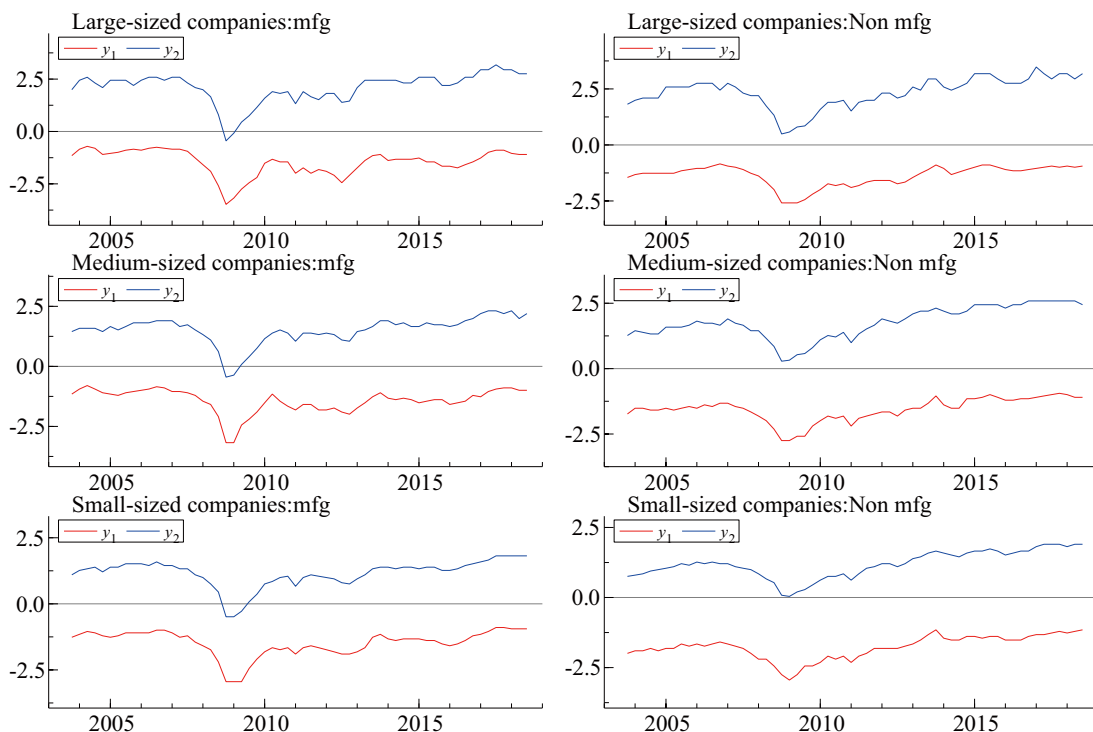 Large-sized companies:mfg
y1 y2
2.5
0.0
-2.5
2005 2010 2015
Large-sized companies:Non mfg
y1 y2
2.5
0.0
-2.5
2005 2010 2015
Medium-sized companies:mfg
y1 y2
2.5
0.0
-2.5
2005 2010 2015
Medium-sized companies:Non mfg
y1 y2
2.5
0.0
-2.5
2005 2010 2015
Small-sized companies:mfg
y1 y2
2.5
0.0
-2.5
2005 2010 2015
Small-sized companies:Non mfg
y1 y2
2.5
0.0
-2.5
2005 2010 2015